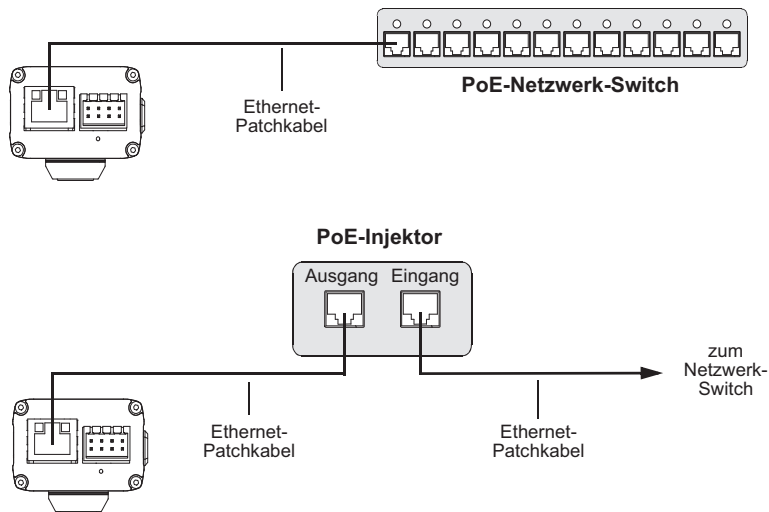 PoE-Netzwerk-Switch
Ethernet-
Patchkabel
PoE-Injektor
Ausgang Eingang
zum
Netzwerk-
Switch
Ethernet-
Patchkabel
Ethernet-
Patchkabel